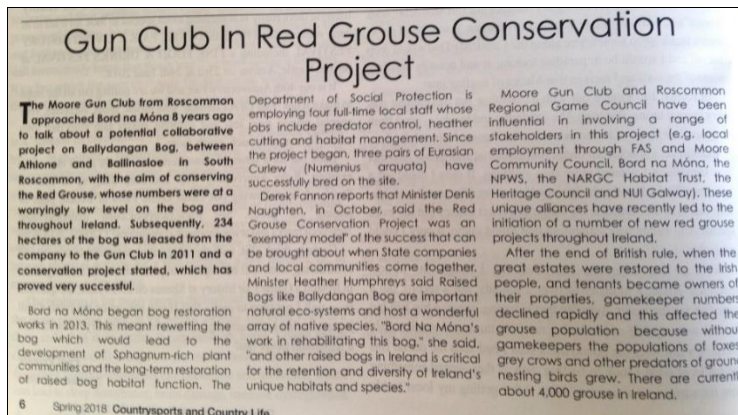 Gun Club In Red Grouse Conservation
Project
The Moore Gun Club from Roscommon
approached Bord na Móna 8 years ago
to talk about a potential collaborative
project on Ballydangan Bog, between
Athlone and Ballinasloe in South
Roscommon, with the aim of conserving
the Red Grouse, whose numbers were at a
worryingly low level on the bog and
throughout Ireland. Subsequently, 234
hectares of the bog was leased from the
company to the Gun Club in 2011 and a
conservation project started, which has
proved very successful.
Bord na Móna began bog restoration
works in 2013. This meant rewetting the
bog which would lead to the
development of Sphagnum-rich plant
communities and the long-term restoration
of raised bog habitat function. The
Department of Social Protection is
employing four full-time local staff whose
jobs include predator control, heather
cutting and habitat management. Since
the project began, three pairs of Eurasian
Curlew (Numenius arquata) have
successfully bred on the site.
Derek Fannon reports that Minister Denis
Naughten, in October, said the Red
Grouse Conservation Project was an
"exemplary model" of the success that can
be brought about when State companies
and local communities come together.
Minister Heather Humphreys said Raised
Bogs like Ballydangan Bog are important
natural eco-systems and host a wonderful
array of native species. "Bord Na Móna's
work in rehabilitating this bog," she said,
"and other raised bogs in Ireland is critical
for the retention and diversity of Ireland's
unique habitats and species."
Moore Gun Club and Roscommon
Regional Game Council have been
influential in involving a range of
stakeholders in this project (e.g. local
employment through FAS and Moore
Community Council, Bord na Móna, the
NPWS, the NARGC Habitat Trust, the
Heritage Council and NUI Galway). These
unique alliances have recently led to the
initiation of a number of new red grouse
projects throughout Ireland.
After the end of British rule, when the
great estates were restored to the Irish
people, and tenants became owners of
their properties, gamekeeper numbers
declined rapidly and this affected the
grouse population because withou
gamekeepers the populations of foxes
grey crows and other predators of groun
nesting birds grew. There are current
about 4,000 grouse in Ireland.
6 Spring 2018 Countrysports and Country Life